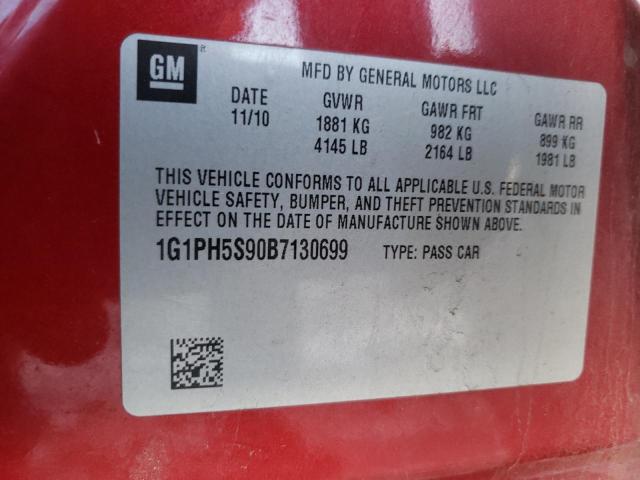 GM®
MFD BY GENERAL MOTORS LLC
DATE GVWR GAWR FRT GAWR RR
11/10 1881 KG 982 KG 899 KG
4145 LB 2164 LB 1981 LB
THIS VEHICLE CONFORMS TO ALL APPLICABLE U.S. FEDERAL MOTOR
VEHICLE SAFETY, BUMPER, AND THEFT PREVENTION STANDARDS IN
EFFECT ON THE DATE OF MANUFACTURE SHOWN ABOVE.
1G1PH5S90B7130699 TYPE: PASS CAR